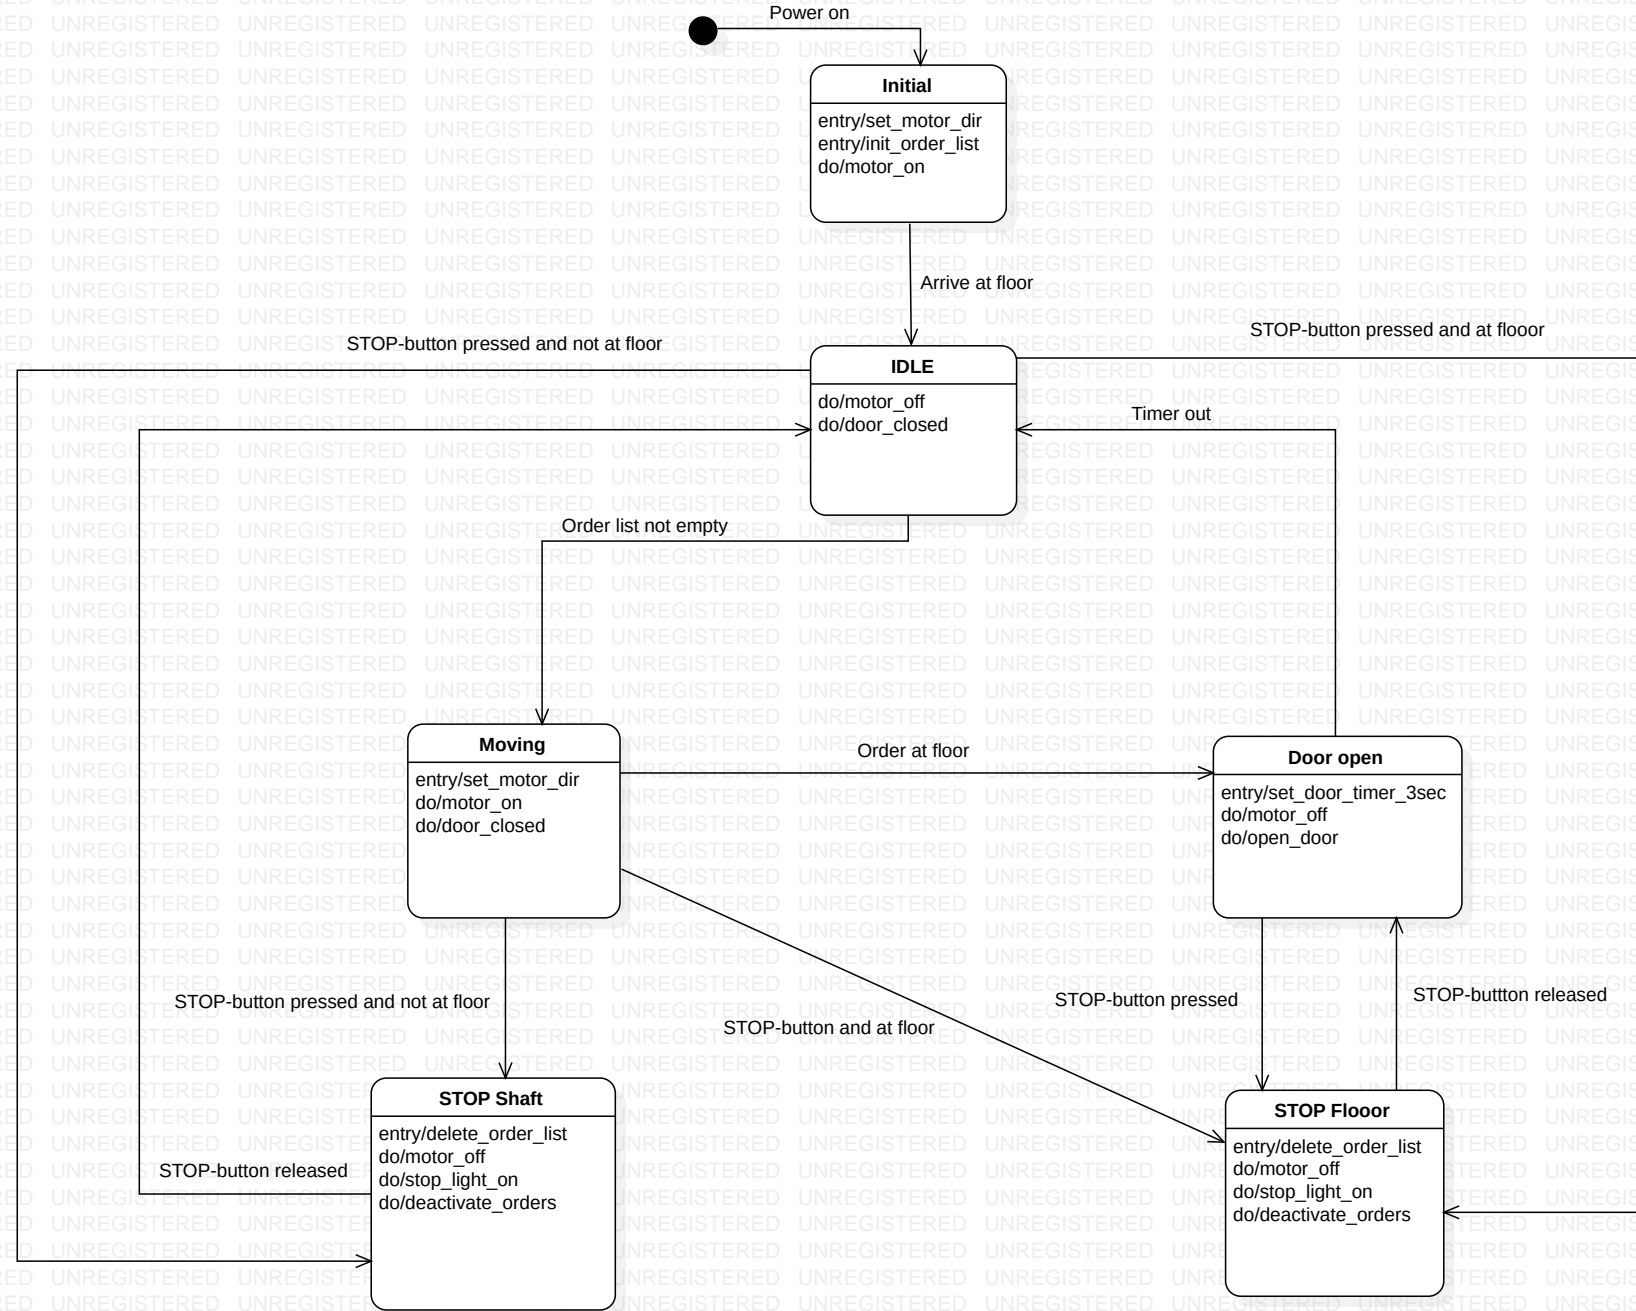 Power on
Initial
entry/set_motor_dir
entry/init_order_list
do/motor_on
Arrive at floor
STOP-button pressed and not at floor
STOP-button pressed and at flooor
IDLE
do/motor_off
do/door_closed
Timer out
Order list not empty
Moving
entry/set_motor_dir
do/motor_on
do/door_closed
Order at floor
Door open
entry/set_door_timer_3sec
do/motor_off
do/open_door
STOP-button pressed and not at floor
STOP-button and at floor
STOP-button pressed
STOP-buttton released
STOP Shaft
entry/delete_order_list
do/motor_off
do/stop_light_on
do/deactivate_orders
STOP-button released
STOP Flooor
entry/delete_order_list
do/motor_off
do/stop_light_on
do/deactivate_orders
UNREGISTERED